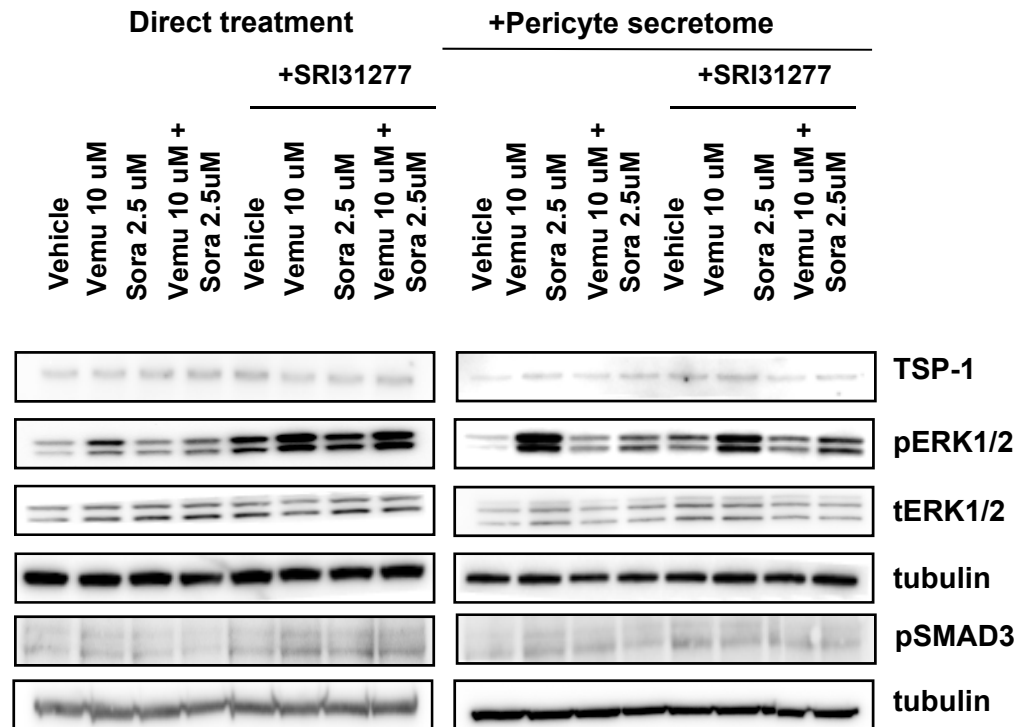 Direct treatment
+Pericyte secretome
+SRI31277
+SRI31277
Vehicle
Vemu 10 uM
Sora 2.5 uM
Vemu 10 uM +
Sora 2.5uM
Vehicle
Vemu 10 uM
Sora 2.5 uM
Vemu 10 uM +
Sora 2.5uM
Vehicle
Vemu 10 uM
Sora 2.5 uM
Vemu 10 uM +
Sora 2.5uM
Vehicle
Vemu 10 uM
Sora 2.5 uM
Vemu 10 uM +
Sora 2.5uM
TSP-1
pERK1/2
tERK1/2
tubulin
pSMAD3
tubulin